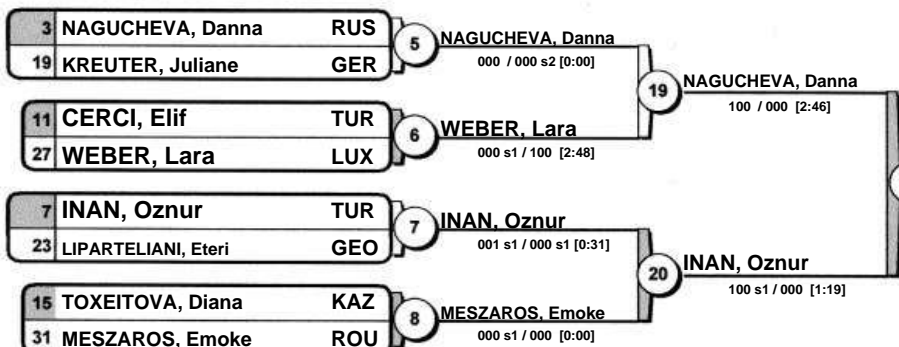 3 NAGUCHEVA, Danna RUS
19 KREUTER, Juliane GER
5
NAGUCHEVA, Danna
000 / 000 s2 [0:00]
11 CERCI, Elif TUR
27 WEBER, Lara LUX
6
WEBER, Lara
000 s1 / 100 [2:48]
19
NAGUCHEVA, Danna
100 / 000 [2:46]
7 INAN, Oznur TUR
23 LIPARTELIANI, Eteri GEO
7
INAN, Oznur
001 s1 / 000 s1 [0:31]
15 TOXEITOVA, Diana KAZ
31 MESZAROS, Emoke ROU
8
MESZAROS, Emoke
000 s1 / 000 [0:00]
20
INAN, Oznur
100 s1 / 000 [1:19]